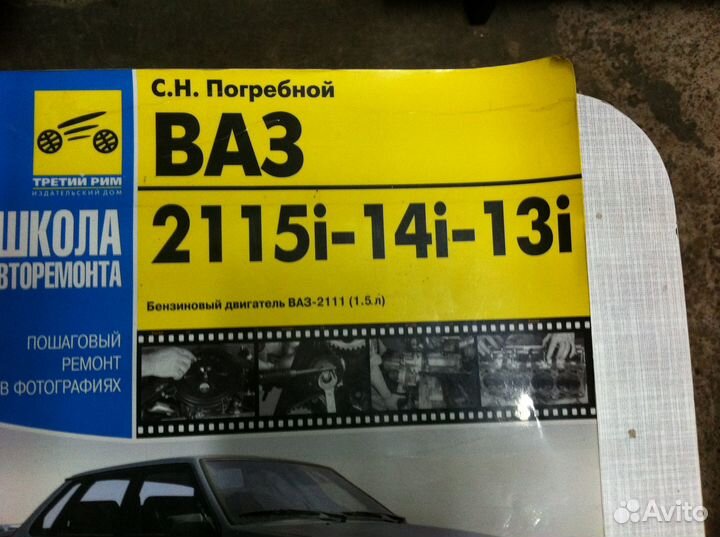 С.Н. Погребной
ВАЗ
2115i-14i-13i
Бензиновый двигатель ВАЗ-2111 (1.5 л)
ТРЕТИЙ РИМ
ИЗДАТЕЛЬСКИЙ ДОМ
ШКОЛА
ВТОРЕМОНТА
ПОШАГОВЫЙ
РЕМОНТ
В ФОТОГРАФИЯХ
Avito